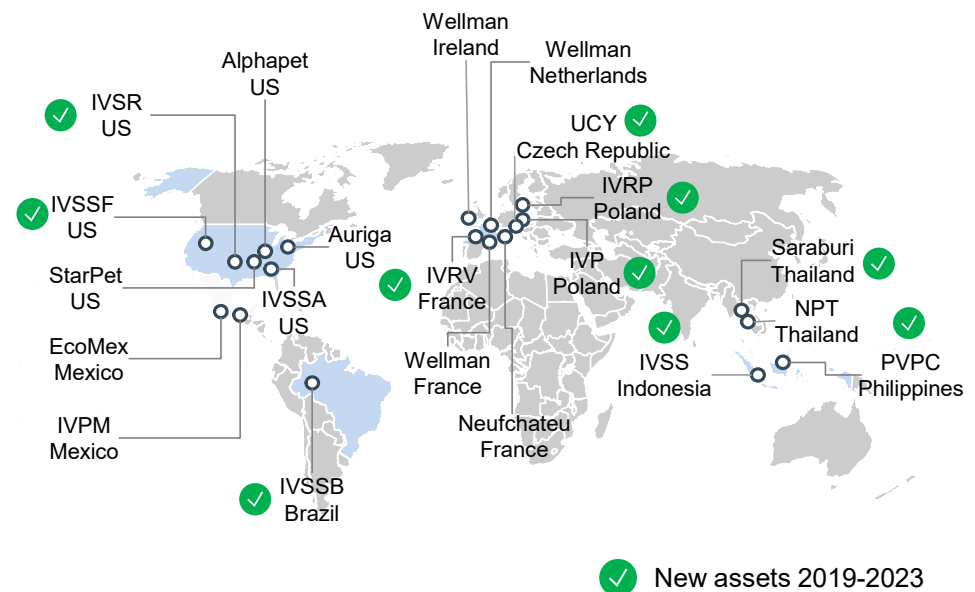 Wellman
Ireland
Wellman
Netherlands
Alphapet
US
IVSR
US
UCY
Czech Republic
IVRP
Poland
IVSSF
US
Auriga
US
Saraburi
Thailand
StarPet
US
IVSSA
US
IVRV
France
IVP
Poland
NPT
Thailand
EcoMex
Mexico
Wellman
France
IVSS
Indonesia
PVPC
Philippines
IVPM
Mexico
Neufchateu
France
IVSSB
Brazil
New assets 2019-2023